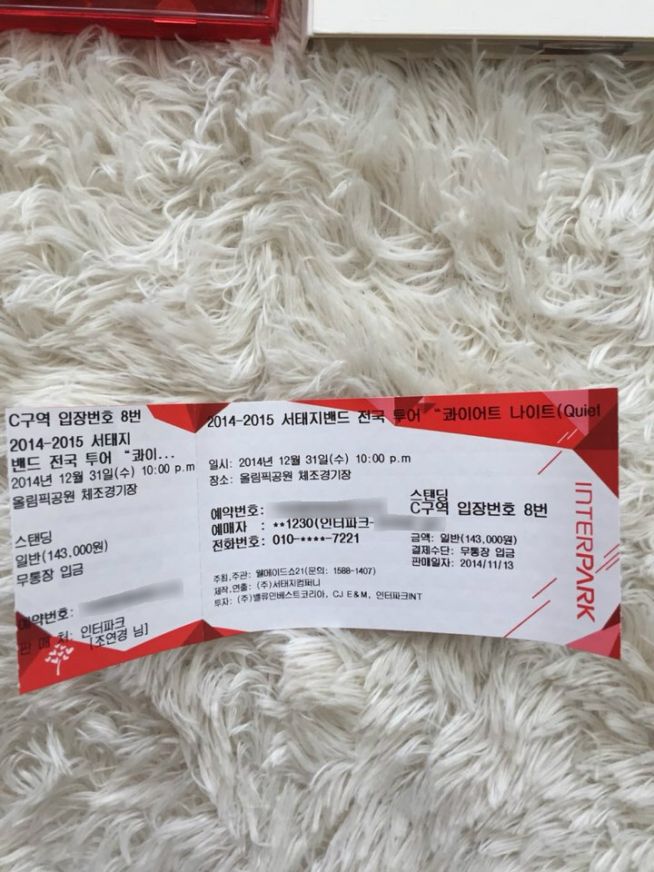 C구역 입장번호 8번
2014-2015 서태지
밴드 전국 투어 “콰이...
2014년 12월 31일(수) 10:00 p.m
올림픽공원 체조경기장
스탠딩
일반(143,000원)
무통장 입금
예약번호:
판 매 처: 인터파크
[조연경 님]
2014-2015 서태지밴드 전국 투어 “콰이어트 나이트(Quiet
일시: 2014년 12월 31일(수) 10:00 p.m
장소: 올림픽공원 체조경기장
예약번호:
예매자 : **1230(인터파크-
전화번호: 010-****-7221
스탠딩
C구역 입장번호 8번
금액: 일반(143,000원)
결제수단: 무통장 입금
판매일자: 2014/11/13
주최,주관: 웰메이드쇼21(문의: 1588-1407)
제작,연출: (주)서태지컴퍼니
투자: (주)밸류인베스트코리아, CJ E&M, 인터파크INT
INTERPARK